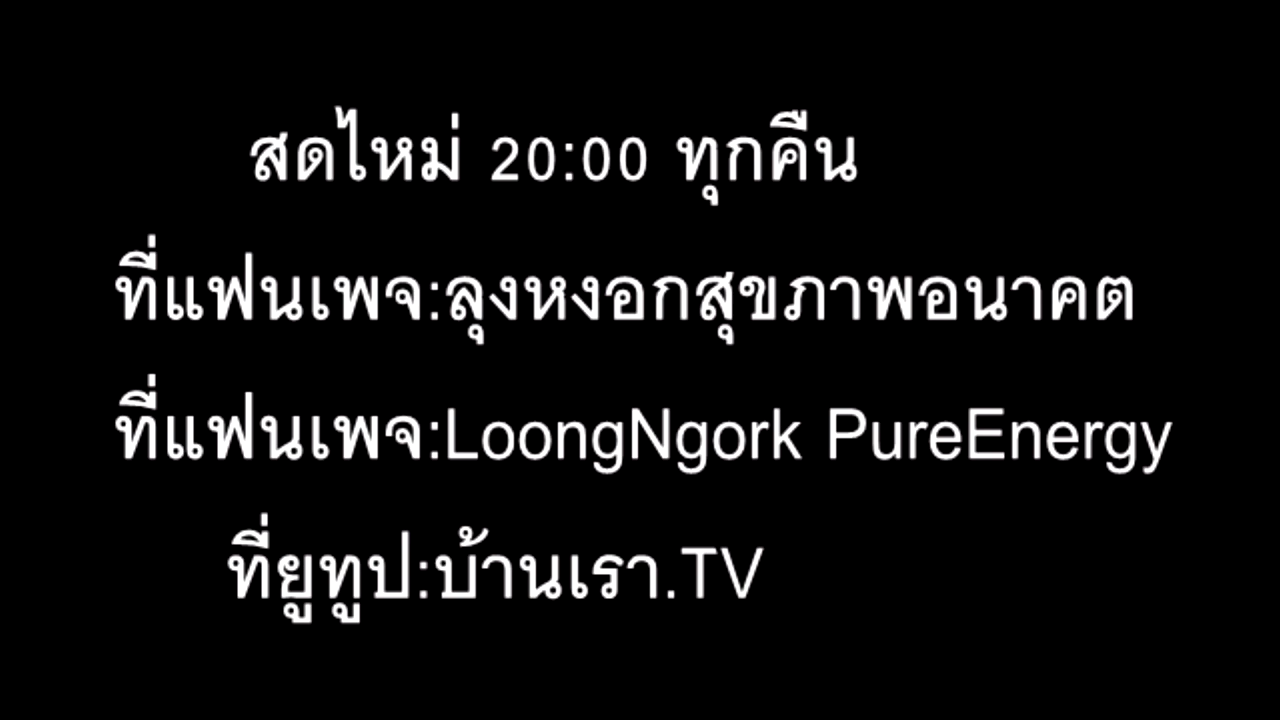 สดใหม่ 20:00 ทุกคืน
ที่แฟนเพจ:ลุงหงอกสุขภาพอนาคต
ที่แฟนเพจ:LoongNgork PureEnergy
ที่ยูทูป:บ้านเรา.TV